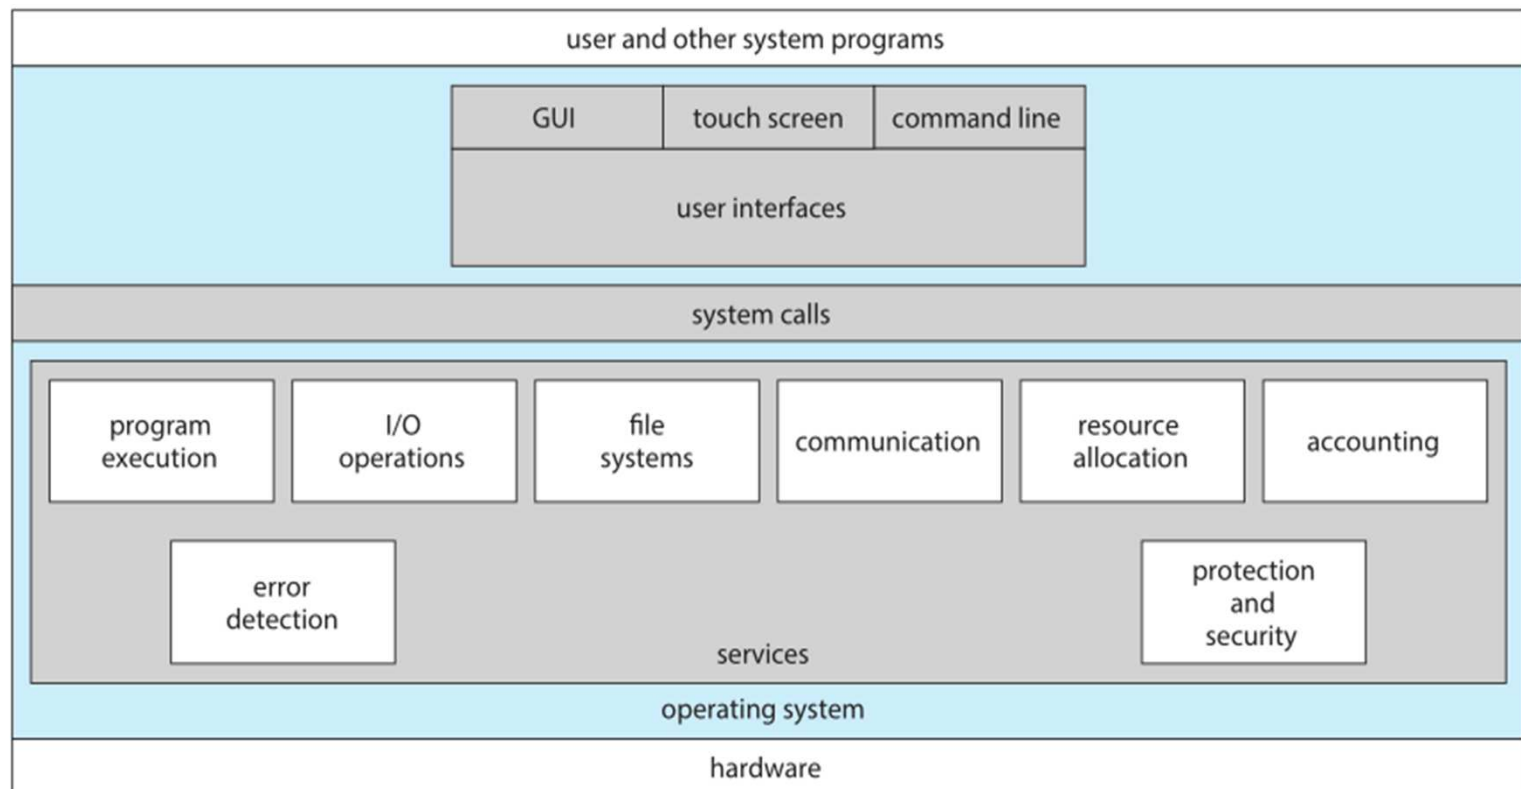 user and other system programs
GUI
touch screen
command line
user interfaces
system calls
program
execution
I/O
operations
file
systems
communication
resource
allocation
accounting
error
detection
protection
and
security
services
operating system
hardware